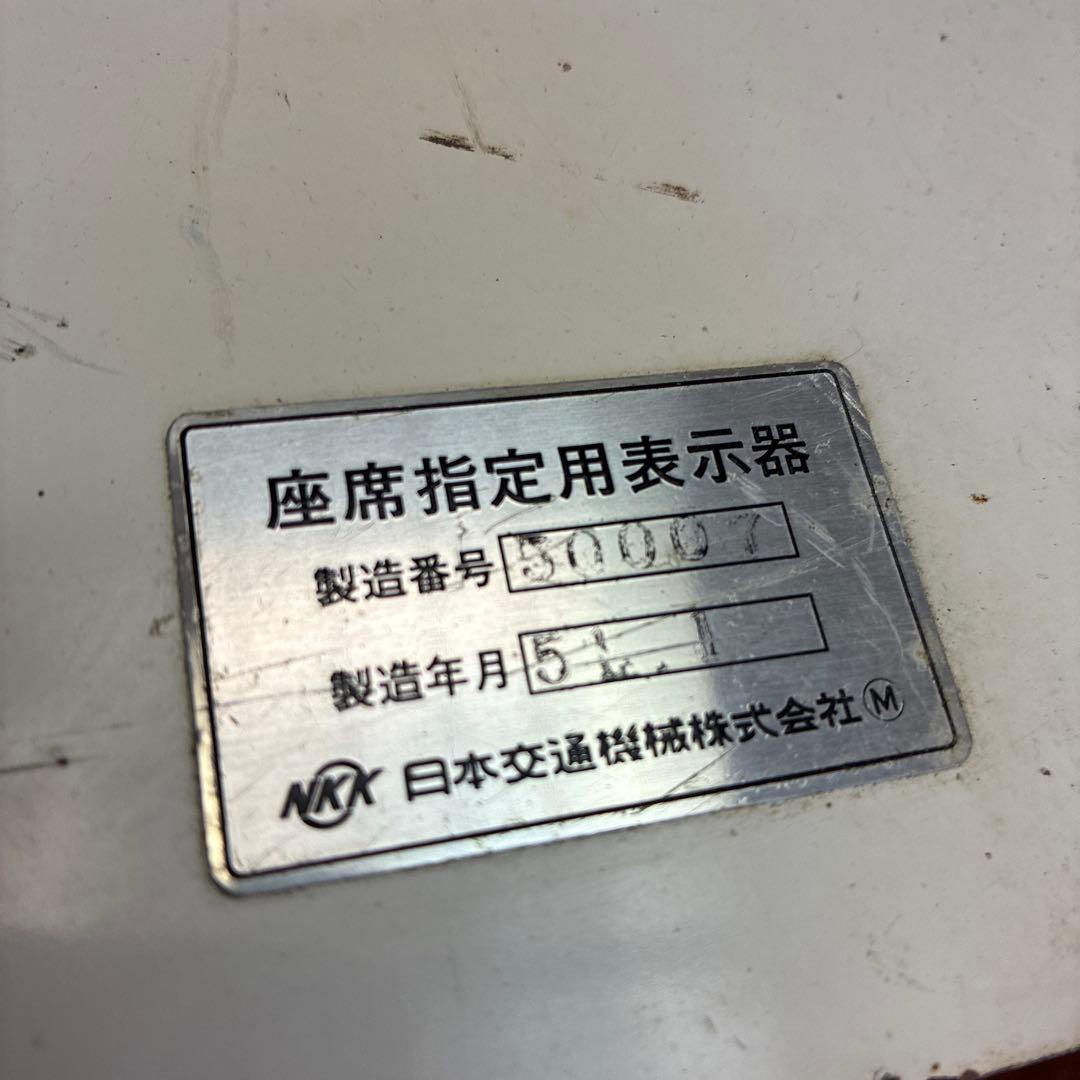 座席指定用表示器
製造番号 50007
製造年月
NKK 日本交通機械株式会社 Ⓜ